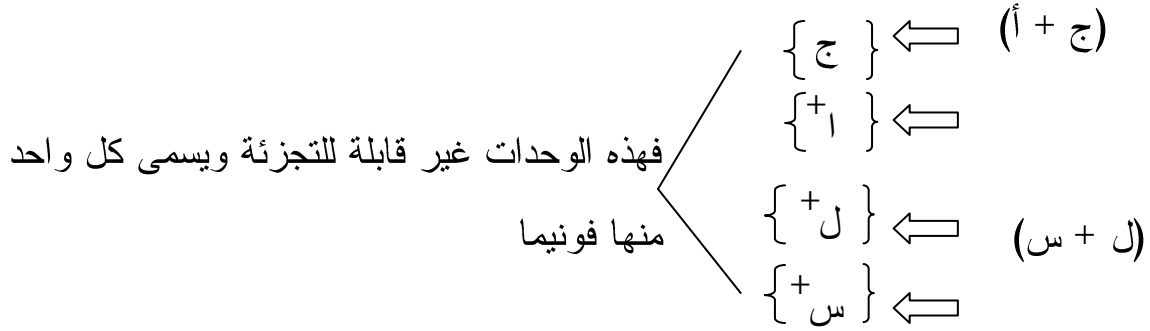 (ج + أ)
{ ج }
{ ا+ }
فهذه الوحدات غير قابلة للتجزئة ويسمى كل واحد
منها فونيما
(ل + س)
{ ل+ }
{ س+ }